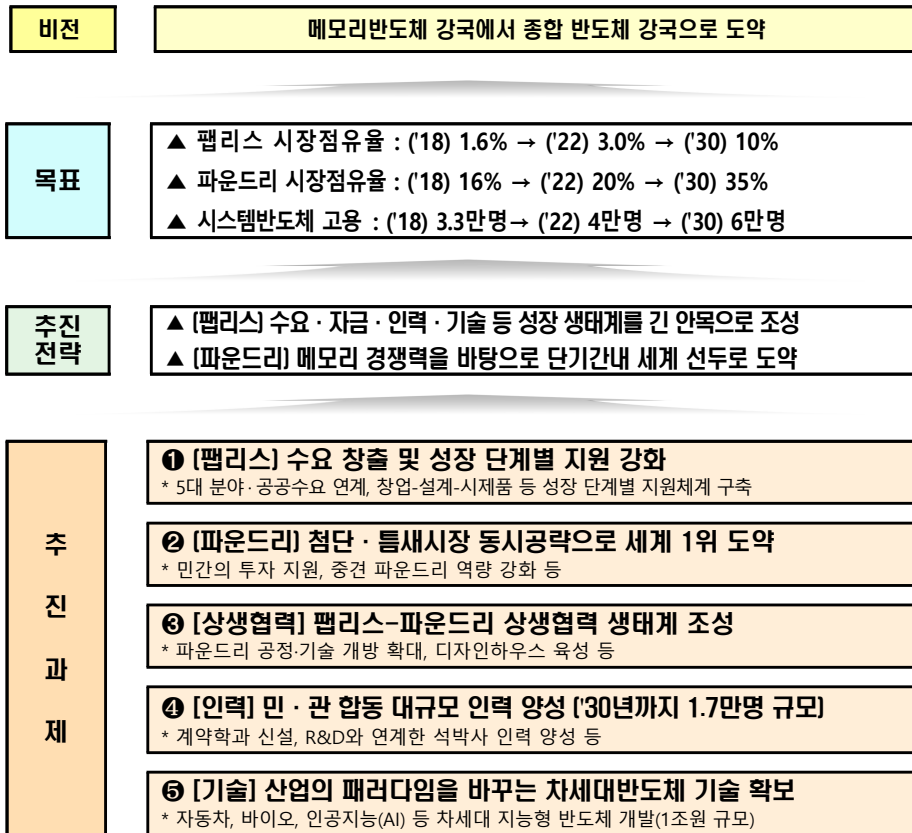 비전
메모리반도체 강국에서 종합 반도체 강국으로 도약
목표
▲ 팹리스 시장점유율 : ('18) 1.6% → ('22) 3.0% → ('30) 10%
▲ 파운드리 시장점유율 : ('18) 16% → ('22) 20% → ('30) 35%
▲ 시스템반도체 고용 : ('18) 3.3만명→ ('22) 4만명 → ('30) 6만명
추진
전략
▲ [팹리스] 수요 · 자금 · 인력 · 기술 등 성장 생태계를 긴 안목으로 조성
▲ [파운드리] 메모리 경쟁력을 바탕으로 단기간내 세계 선두로 도약
추
진
과
제
❶ [팹리스] 수요 창출 및 성장 단계별 지원 강화
* 5대 분야·공공수요 연계, 창업-설계-시제품 등 성장 단계별 지원체계 구축
❷ [파운드리] 첨단 · 틈새시장 동시공략으로 세계 1위 도약
* 민간의 투자 지원, 중견 파운드리 역량 강화 등
❸ [상생협력] 팹리스-파운드리 상생협력 생태계 조성
* 파운드리 공정·기술 개방 확대, 디자인하우스 육성 등
❹ [인력] 민 · 관 합동 대규모 인력 양성 ('30년까지 1.7만명 규모)
* 계약학과 신설, R&D와 연계한 석박사 인력 양성 등
❺ [기술] 산업의 패러다임을 바꾸는 차세대반도체 기술 확보
* 자동차, 바이오, 인공지능(AI) 등 차세대 지능형 반도체 개발(1조원 규모)